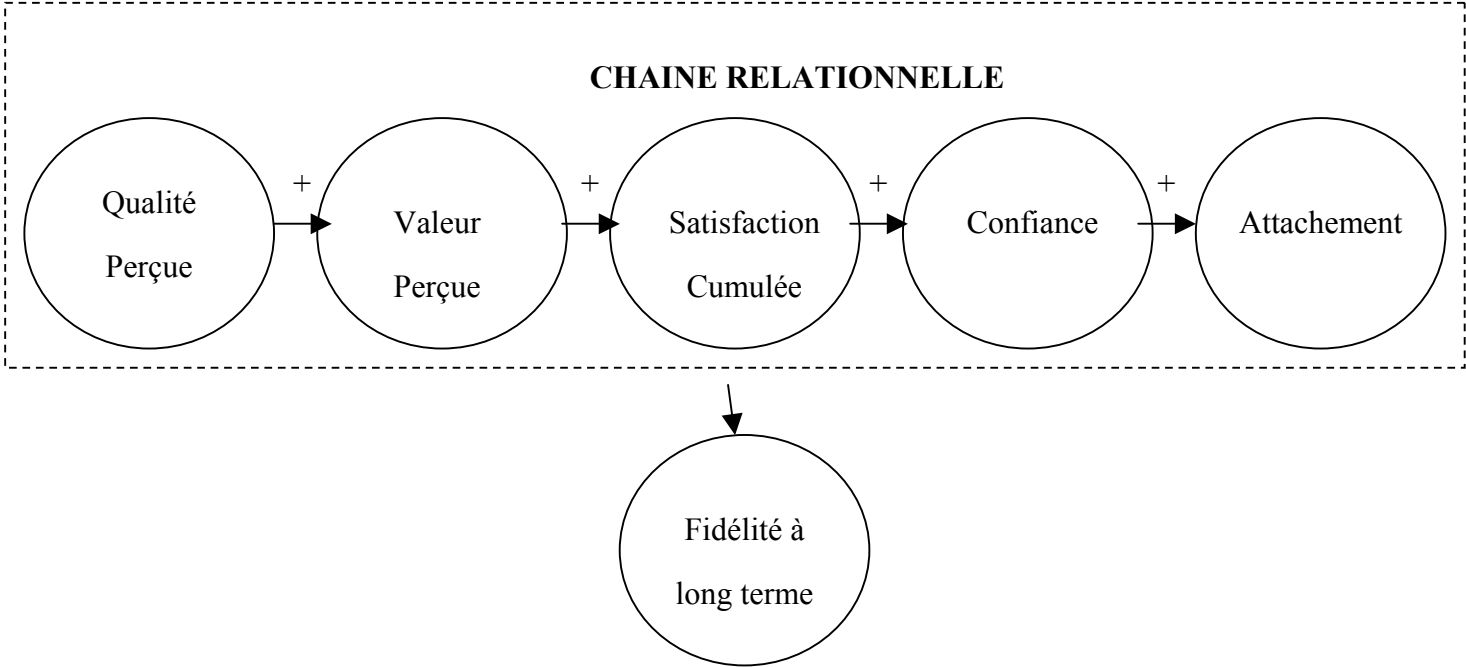 CHAINE RELATIONNELLE
+ + + +
Qualité
Perçue
Valeur
Perçue
Satisfaction
Cumulée
Confiance
Attachement
Fidélité à
long terme